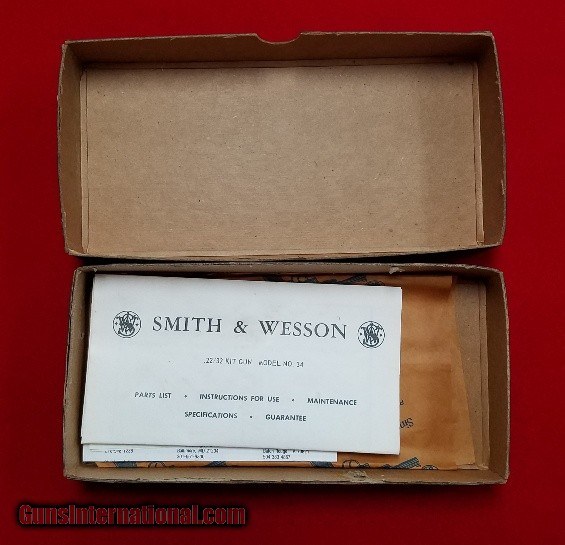 SMITH & WESSON
.22/32 KIT GUN MODEL NO. 34
PARTS LIST • INSTRUCTIONS FOR USE • MAINTENANCE
SPECIFICATIONS • GUARANTEE
GunsInternational.com